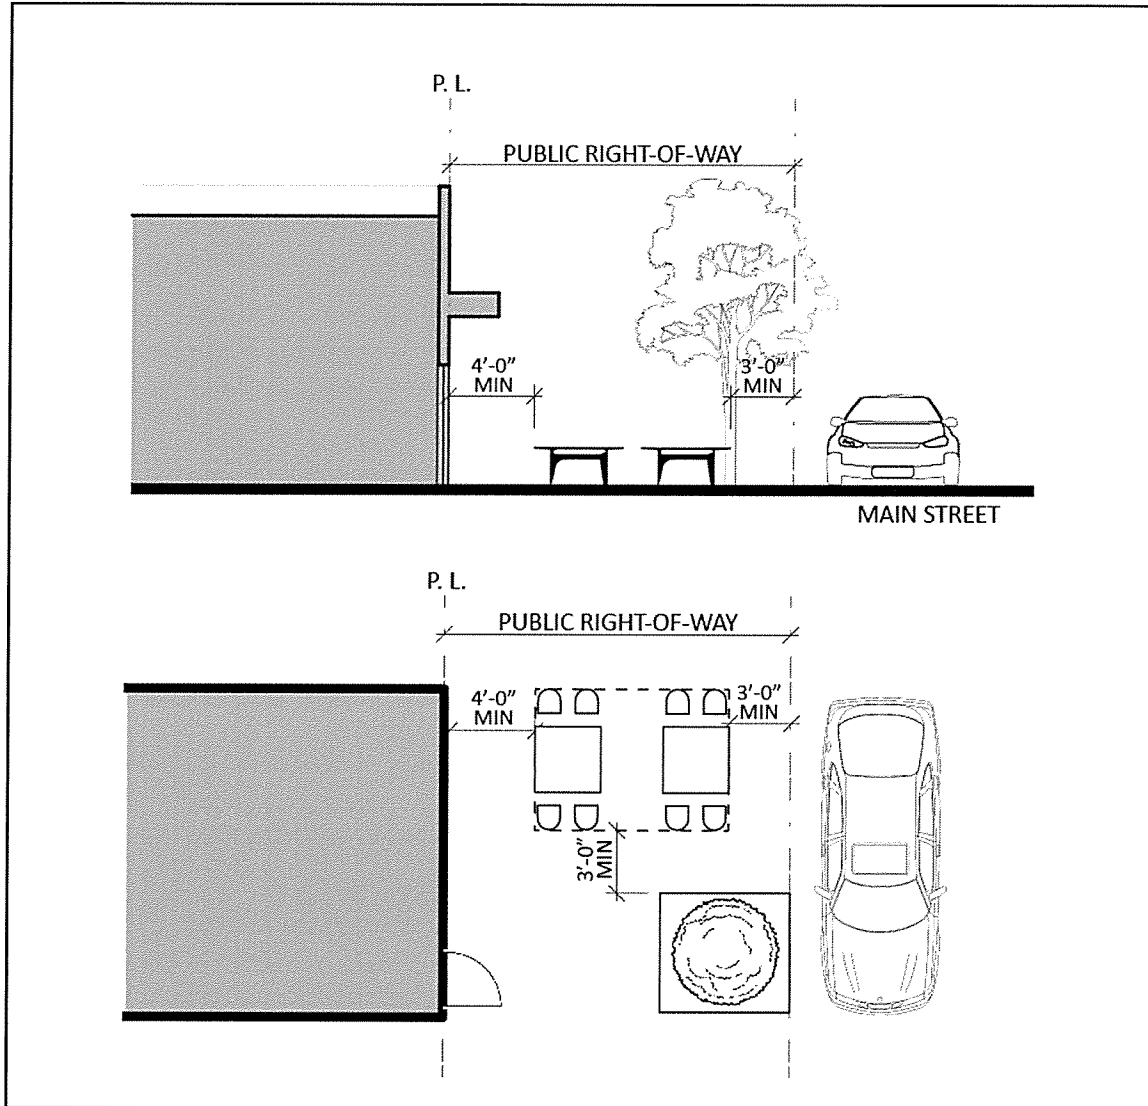 P. L.
PUBLIC RIGHT-OF-WAY
4'-0"
MIN
3'-0"
MIN
MAIN STREET
P. L.
PUBLIC RIGHT-OF-WAY
4'-0"
MIN
3'-0"
MIN
3'-0"
MIN